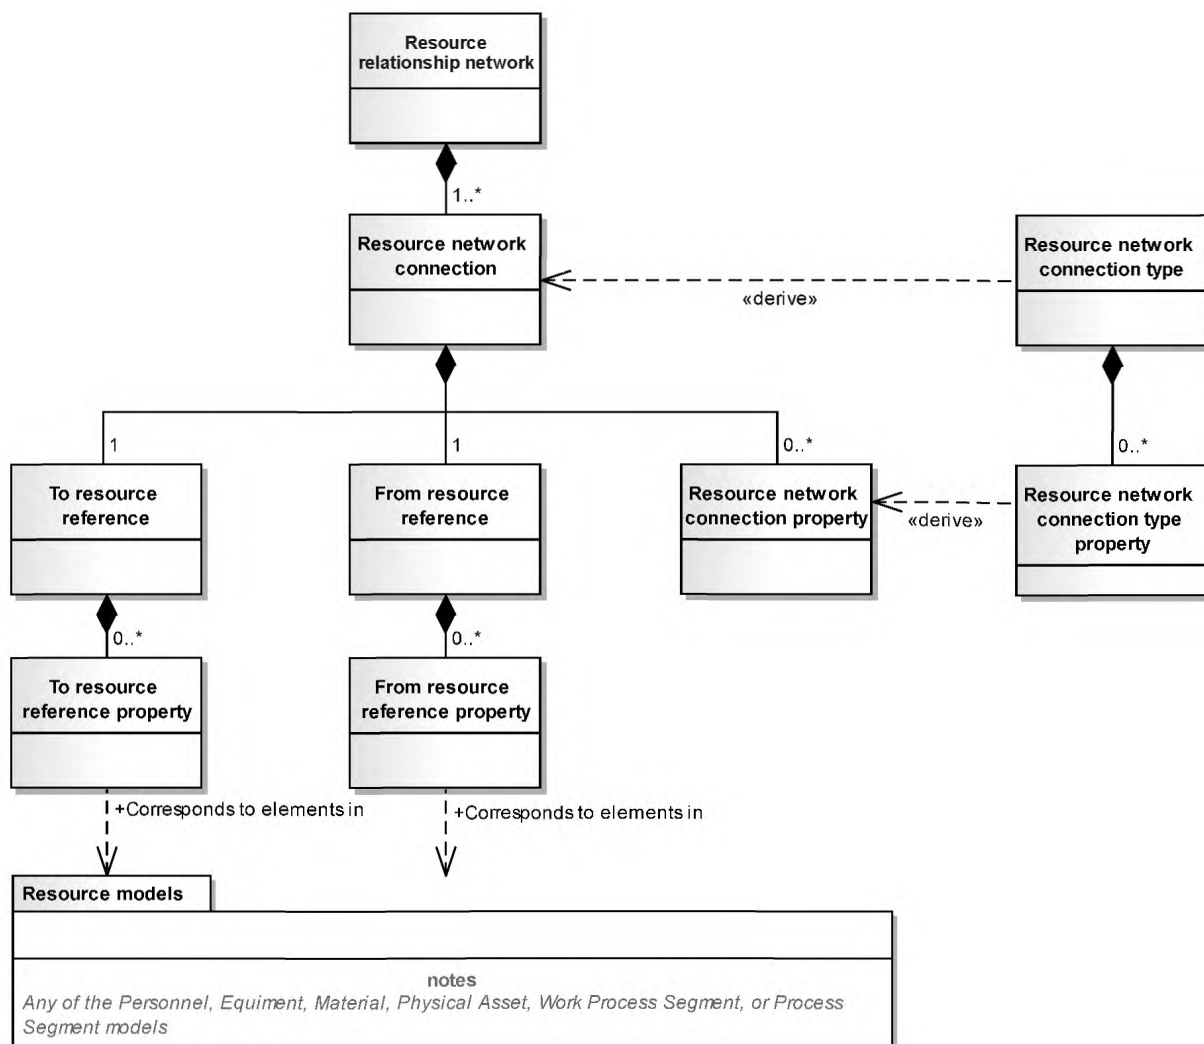 Resource
relationship network
1..*
Resource network
connection
«derive»
Resource network
connection type
1
1
0..*
0..*
To resource
reference
From resource
reference
Resource network
connection property
«derive»
Resource network
connection type
property
0..*
0..*
To resource
reference property
From resource
reference property
+Corresponds to elements in
+Corresponds to elements in
Resource models
notes
Any of the Personnel, Equiment, Material, Physical Asset, Work Process Segment, or Process
Segment models